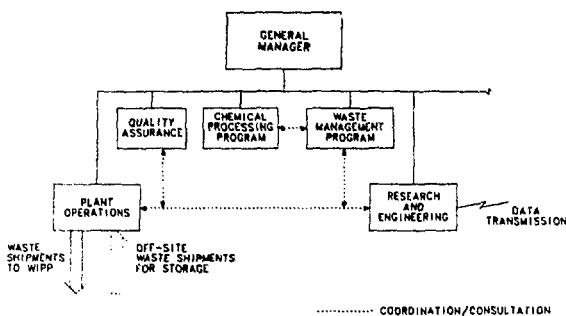 GENERAL
MANAGER
QUALITY
ASSURANCE
CHEMICAL
PROCESSING
PROGRAM
WASTE
MANAGEMENT
PROGRAM
PLANT
OPERATIONS
RESEARCH
AND
ENGINEERING
DATA
TRANSMISSION
WASTE
SHIPMENTS
TO WIPP
OFF-SITE
WASTE SHIPMENTS
FOR STORAGE
COORDINATION/CONSULTATION